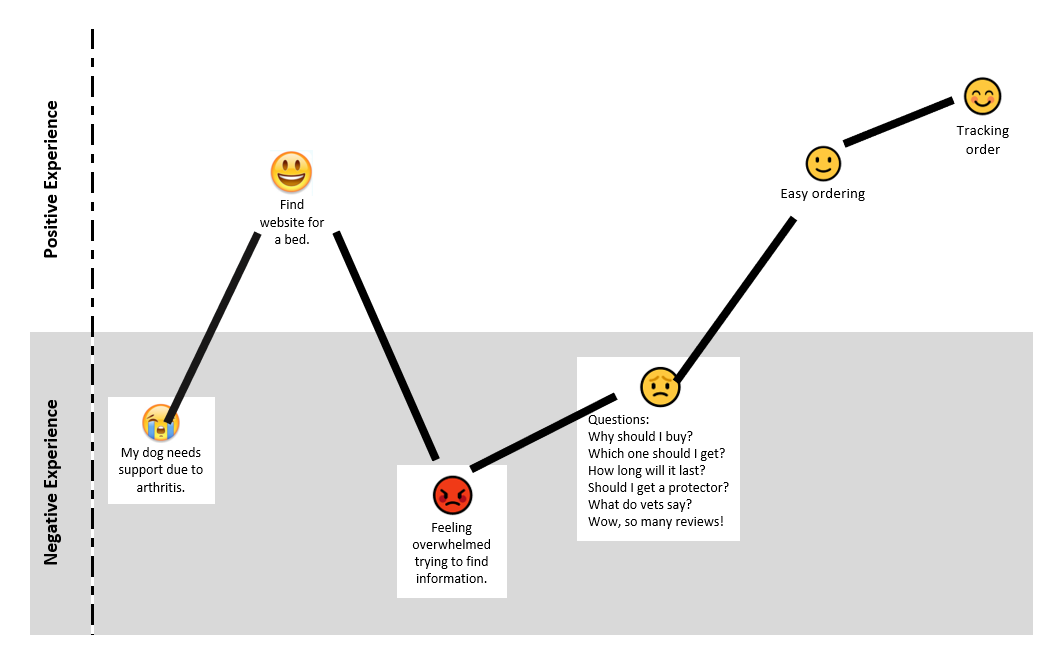 Positive Experience
Negative Experience
My dog needs
support due to
arthritis.
Find
website for
a bed.
Feeling
overwhelmed
trying to find
information.
Questions:
Why should I buy?
Which one should I get?
How long will it last?
Should I get a protector?
What do vets say?
Wow, so many reviews!
Easy ordering
Tracking
order